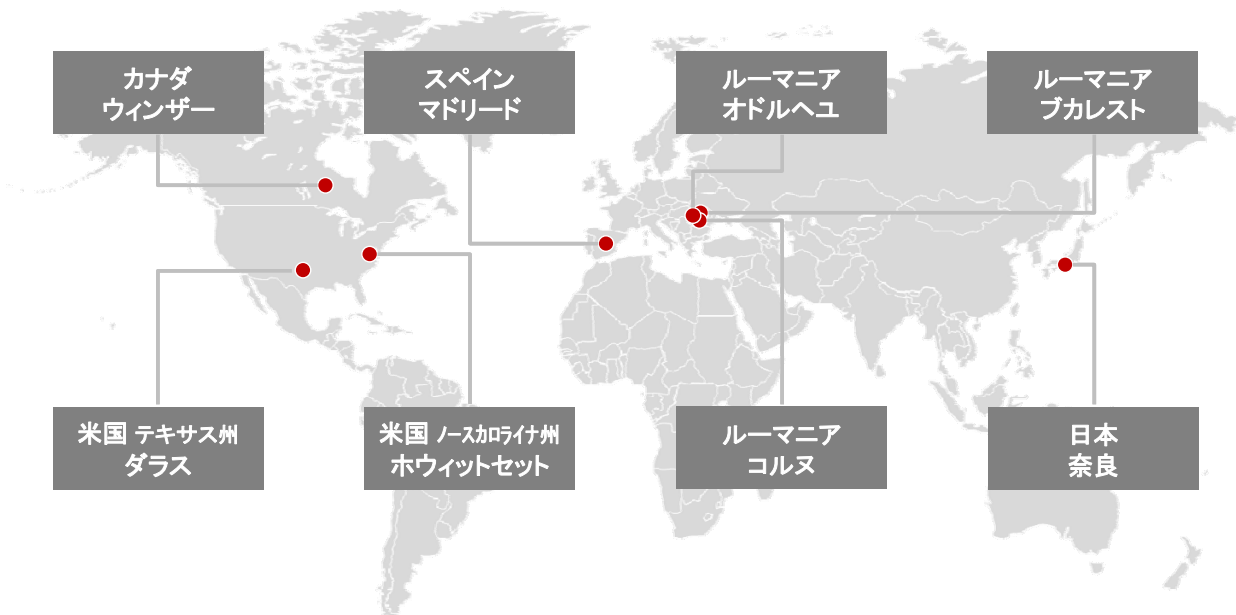 カナダ
ウィンザー
スペイン
マドリード
ルーマニア
オドルヘユ
ルーマニア
ブカレスト
米国 テキサス州
ダラス
米国 ノースカロライナ州
ホウィットセット
ルーマニア
コルヌ
日本
奈良